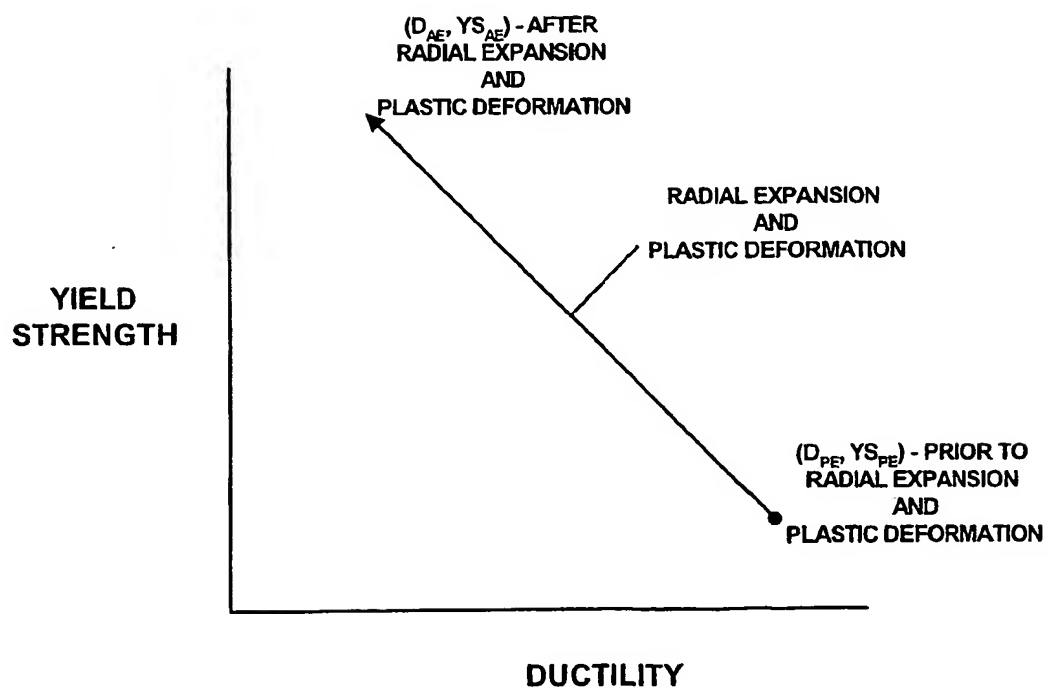 (D_AE, YS_AE) - AFTER
RADIAL EXPANSION
AND
PLASTIC DEFORMATION
RADIAL EXPANSION
AND
PLASTIC DEFORMATION
YIELD
STRENGTH
(D_PE, YS_PE) - PRIOR TO
RADIAL EXPANSION
AND
PLASTIC DEFORMATION
DUCTILITY